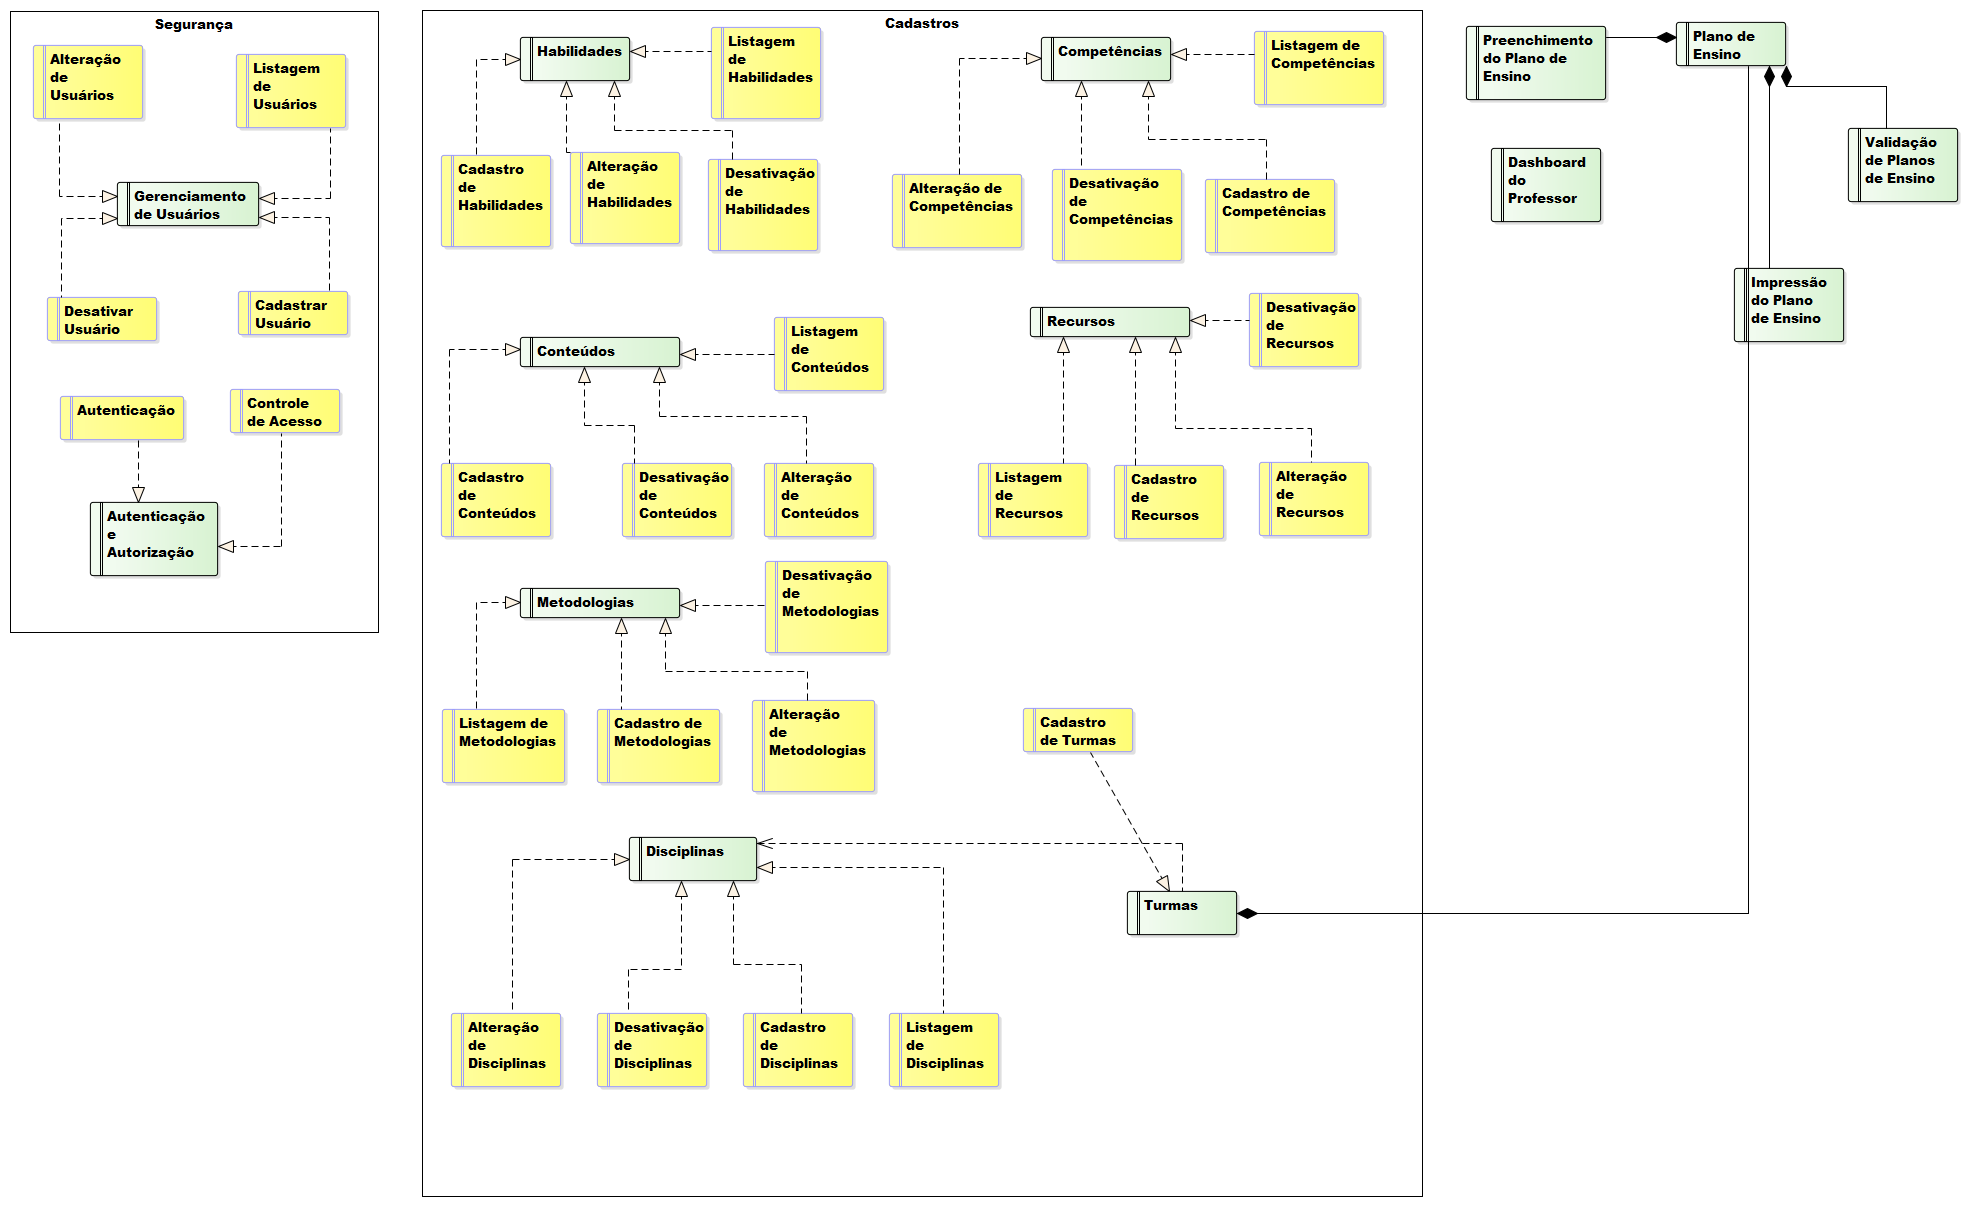 Segurança
Alteração
de
Usuários
Listagem
de
Usuários
Gerenciamento
de Usuários
Desativar
Usuário
Cadastrar
Usuário
Autenticação
Controle
de Acesso
Autenticação
e
Autorização
Cadastros
Habilidades
Listagem
de
Habilidades
Cadastro
de
Habilidades
Alteração
de
Habilidades
Desativação
de
Habilidades
Competências
Listagem de
Competências
Alteração de
Competências
Desativação
de
Competências
Cadastro de
Competências
Conteúdos
Listagem
de
Conteúdos
Cadastro
de
Conteúdos
Desativação
de
Conteúdos
Alteração
de
Conteúdos
Recursos
Desativação
de
Recursos
Listagem
de
Recursos
Cadastro
de
Recursos
Alteração
de
Recursos
Metodologias
Desativação
de
Metodologias
Listagem de
Metodologias
Cadastro de
Metodologias
Alteração
de
Metodologias
Cadastro
de Turmas
Disciplinas
Turmas
Alteração
de
Disciplinas
Desativação
de
Disciplinas
Cadastro
de
Disciplinas
Listagem
de
Disciplinas
Preenchimento
do Plano de
Ensino
Plano de
Ensino
Dashboard
do
Professor
Validação
de Planos
de Ensino
Impressão
do Plano
de Ensino